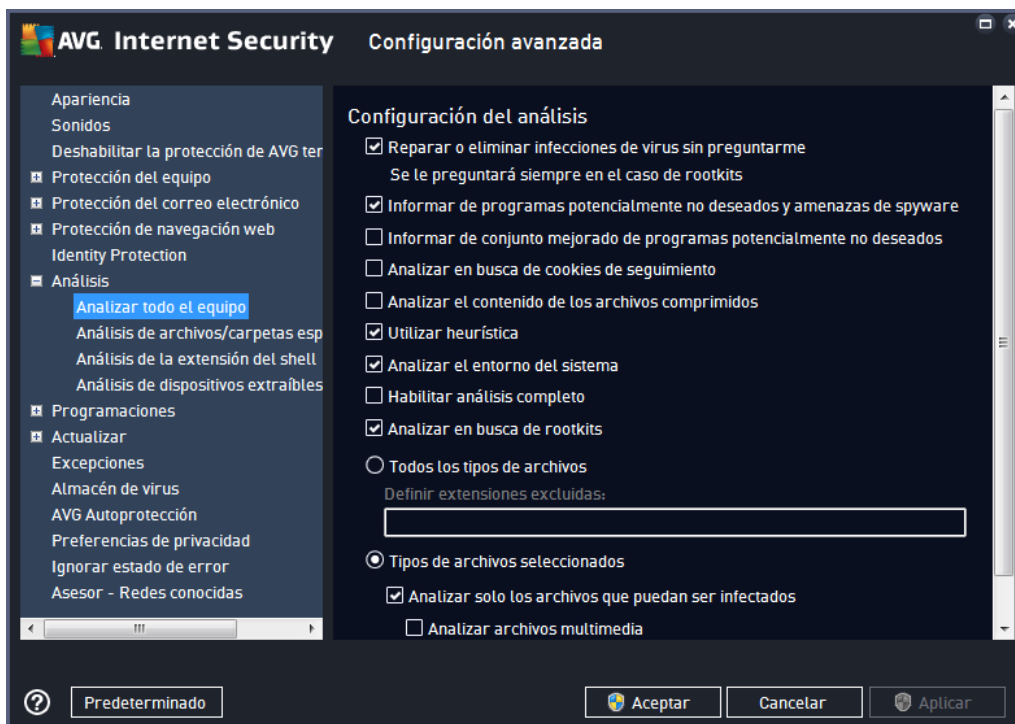 AVG. Internet Security Configuración avanzada
Apariencia
Sonidos
Deshabilitar la protección de AVG ter
Protección del equipo
Protección del correo electrónico
Protección de navegación web
Identity Protection
Análisis
Analizar todo el equipo
Análisis de archivos/carpetas esp
Análisis de la extensión del shell
Análisis de dispositivos extraíbles
Programaciones
Actualizar
Excepciones
Almacén de virus
AVG Autoprotección
Preferencias de privacidad
Ignorar estado de error
Asesor - Redes conocidas
Configuración del análisis
Reparar o eliminar infecciones de virus sin preguntarme
Se le preguntará siempre en el caso de rootkits
Informar de programas potencialmente no deseados y amenazas de spyware
Informar de conjunto mejorado de programas potencialmente no deseados
Analizar en busca de cookies de seguimiento
Analizar el contenido de los archivos comprimidos
Utilizar heurística
Analizar el entorno del sistema
Habilitar análisis completo
Analizar en busca de rootkits
Todos los tipos de archivos
Definir extensiones excluidas:
Tipos de archivos seleccionados
Analizar solo los archivos que puedan ser infectados
Analizar archivos multimedia
Predeterminado
Aceptar
Cancelar
Aplicar